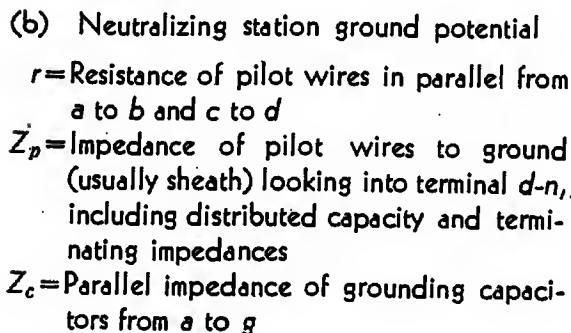 (b) Neutralizing station ground potential
r=Resistance of pilot wires in parallel from
a to b and c to d
Zp=Impedance of pilot wires to ground
(usually sheath) looking into terminal d-n,
including distributed capacity and termi-
nating impedances
Zc=Parallel impedance of grounding capaci-
tors from a to g